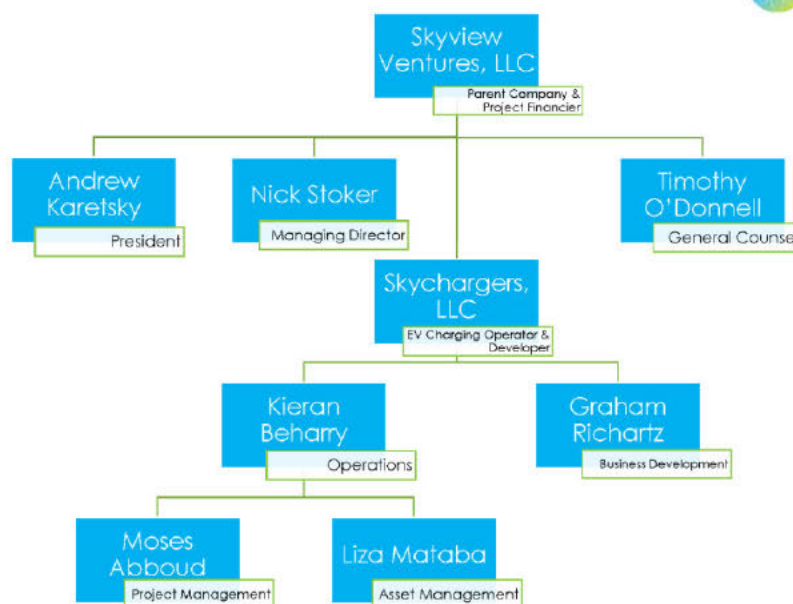 Skyview
Ventures, LLC
Parent Company &
Project Financier
Andrew
Karetsky
President
Nick Stoker
Managing Director
Timothy
O'Donnell
General Counse
Skychargers,
LLC
EV Charging Operator &
Developer
Kieran
Beharry
Operations
Graham
Richartz
Business Development
Moses
Abboud
Project Management
Liza Mataba
Asset Management